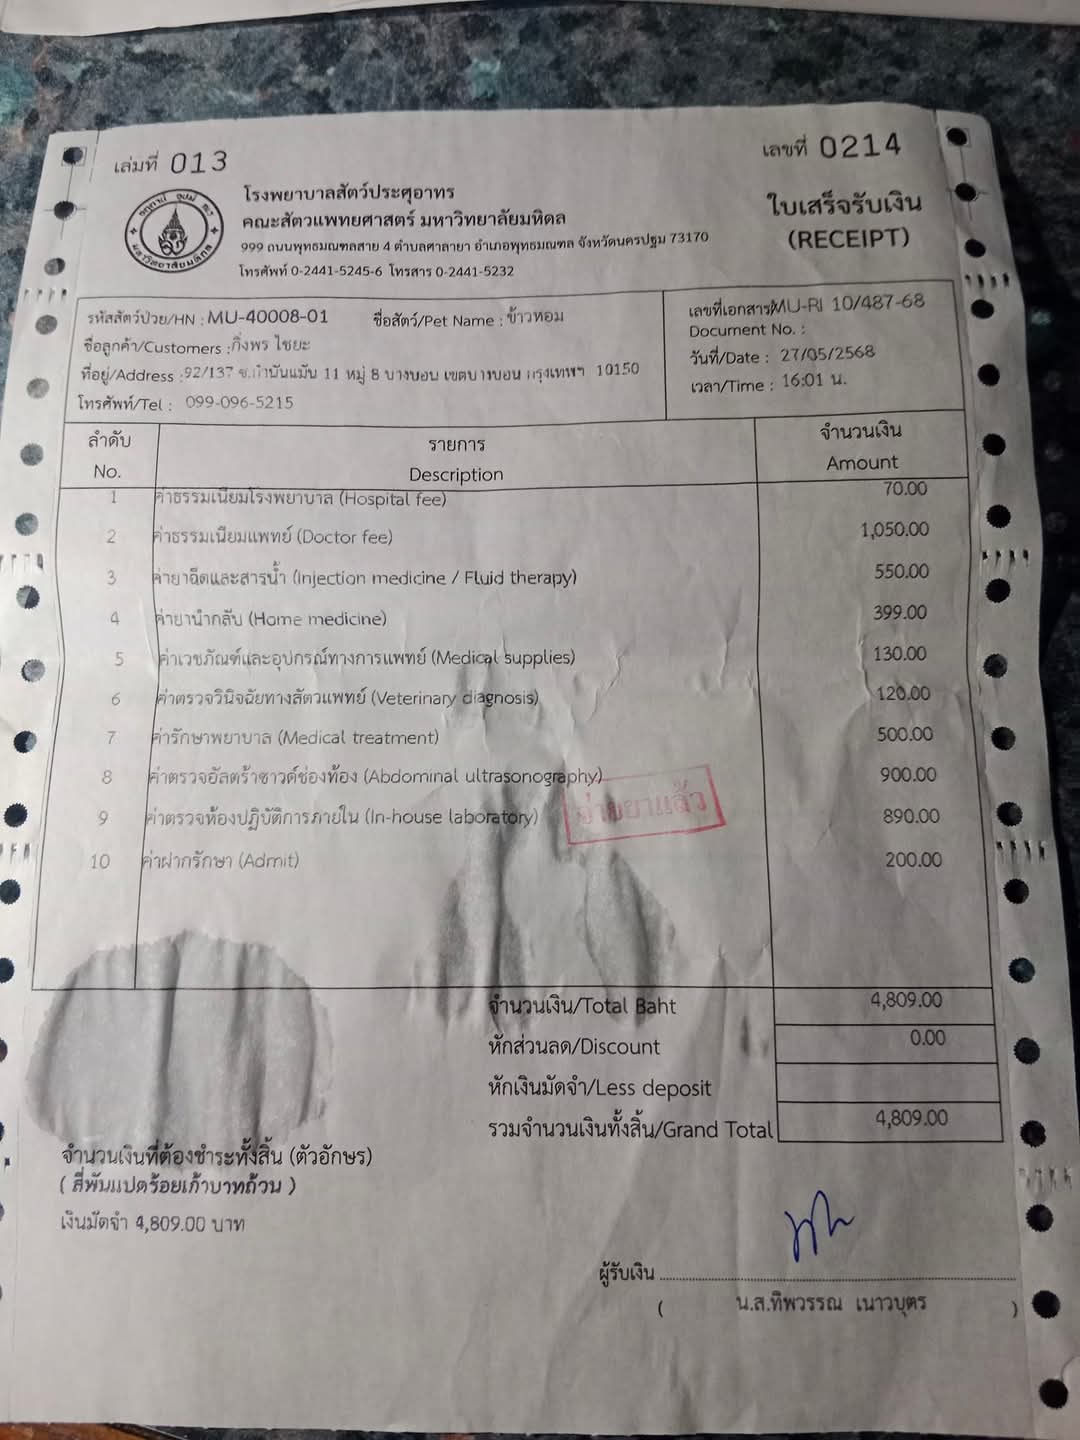 เล่มที่ 013
เลขที่ 0214
โรงพยาบาลสัตว์ประศุอาทร
คณะสัตวแพทยศาสตร์ มหาวิทยาลัยมหิดล
999 ถนนพุทธมณฑลสาย 4 ตำบลศาลายา อำเภอพุทธมณฑล จังหวัดนครปฐม 73170
โทรศัพท์ 0-2441-5245-6 โทรสาร 0-2441-5232
ใบเสร็จรับเงิน
(RECEIPT)
รหัสสัตว์ป่วย/HN : MU-40008-01 ชื่อสัตว์/Pet Name : ข้าวหอม
ชื่อลูกค้า/Customers : กิ่งพร ไชยะ
ที่อยู่/Address : 92/137 ซ.กำนันแม้น 11 หมู่ 8 บางบอน เขตบางบอน กรุงเทพฯ 10150
โทรศัพท์/Tel : 099-096-5215
เลขที่เอกสาร MU-RI 10/487-68
Document No. :
วันที่/Date : 27/05/2568
เวลา/Time : 16:01 น.
ลำดับ รายการ จำนวนเงิน
No. Description Amount
1 ค่าธรรมเนียมโรงพยาบาล (Hospital fee) 70.00
2 ค่าธรรมเนียมแพทย์ (Doctor fee) 1,050.00
3 ค่ายาฉีดและสารน้ำ (Injection medicine / Fluid therapy) 550.00
4 ค่ายานำกลับ (Home medicine) 399.00
5 ค่าเวชภัณฑ์และอุปกรณ์ทางการแพทย์ (Medical supplies) 130.00
6 ค่าตรวจวินิจฉัยทางสัตวแพทย์ (Veterinary diagnosis) 120.00
7 ค่ารักษาพยาบาล (Medical treatment) 500.00
8 ค่าตรวจอัลตร้าซาวด์ช่องท้อง (Abdominal ultrasonography) 900.00
9 ค่าตรวจห้องปฏิบัติการภายใน (In-house laboratory) 890.00
จ่ายยาแล้ว
10 ค่าฝากรักษา (Admit) 200.00
จำนวนเงิน/Total Baht 4,809.00
หักส่วนลด/Discount 0.00
หักเงินมัดจำ/Less deposit
รวมจำนวนเงินทั้งสิ้น/Grand Total 4,809.00
จำนวนเงินที่ต้องชำระทั้งสิ้น (ตัวอักษร)
( สี่พันแปดร้อยเก้าบาทถ้วน )
เงินมัดจำ 4,809.00 บาท
ผู้รับเงิน
( น.ส.ทิพวรรณ เนาวบุตร )